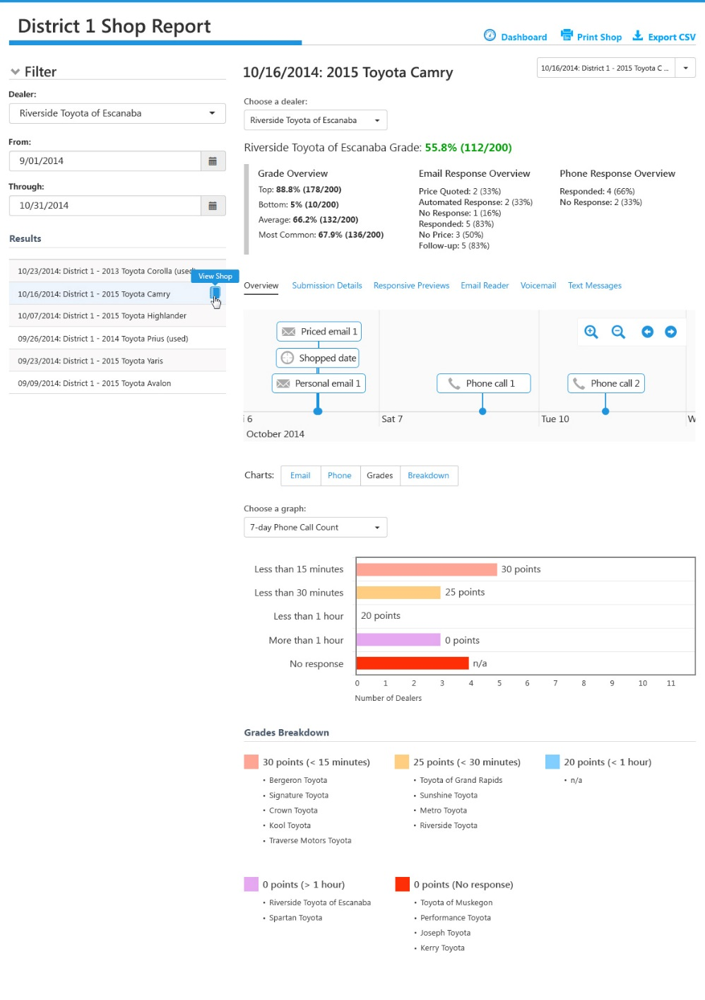 District 1 Shop Report
Dashboard
Print Shop
Export CSV
Filter
Dealer:
Riverside Toyota of Escanaba
From:
9/01/2014
Through:
10/31/2014
Results
10/23/2014: District 1 - 2013 Toyota Corolla (used
View Shop
10/16/2014: District 1 - 2015 Toyota Camry
10/07/2014: District 1 - 2015 Toyota Highlander
09/26/2014: District 1 - 2014 Toyota Prius (used)
09/23/2014: District 1 - 2015 Toyota Yaris
09/09/2014: District 1 - 2015 Toyota Avalon
10/16/2014: 2015 Toyota Camry
10/16/2014: District 1 - 2015 Toyota C ...
Choose a dealer:
Riverside Toyota of Escanaba
Riverside Toyota of Escanaba Grade: 55.8% (112/200)
Grade Overview
Top: 88.8% (178/200)
Bottom: 5% (10/200)
Average: 66.2% (132/200)
Most Common: 67.9% (136/200)
Email Response Overview
Price Quoted: 2 (33%)
Automated Response: 2 (33%)
No Response: 1 (16%)
Responded: 5 (83%)
No Price: 3 (50%)
Follow-up: 5 (83%)
Phone Response Overview
Responded: 4 (66%)
No Response: 2 (33%)
Overview
Submission Details
Responsive Previews
Email Reader
Voicemail
Text Messages
Priced email 1
Shopped date
Personal email 1
Phone call 1
Phone call 2
i 6
Sat 7
Tue 10
W
October 2014
Charts:
Email
Phone
Grades
Breakdown
Choose a graph:
7-day Phone Call Count
Less than 15 minutes
30 points
Less than 30 minutes
25 points
Less than 1 hour
20 points
More than 1 hour
0 points
No response
n/a
0 1 2 3 4 5 6 7 8 9 10 11
Number of Dealers
Grades Breakdown
30 points (< 15 minutes)
• Bergeron Toyota
• Signature Toyota
• Crown Toyota
• Kool Toyota
• Traverse Motors Toyota
25 points (< 30 minutes)
• Toyota of Grand Rapids
• Sunshine Toyota
• Metro Toyota
• Riverside Toyota
20 points (< 1 hour)
• n/a
0 points (> 1 hour)
• Riverside Toyota of Escanaba
• Spartan Toyota
0 points (No response)
• Toyota of Muskegon
• Performance Toyota
• Joseph Toyota
• Kerry Toyota